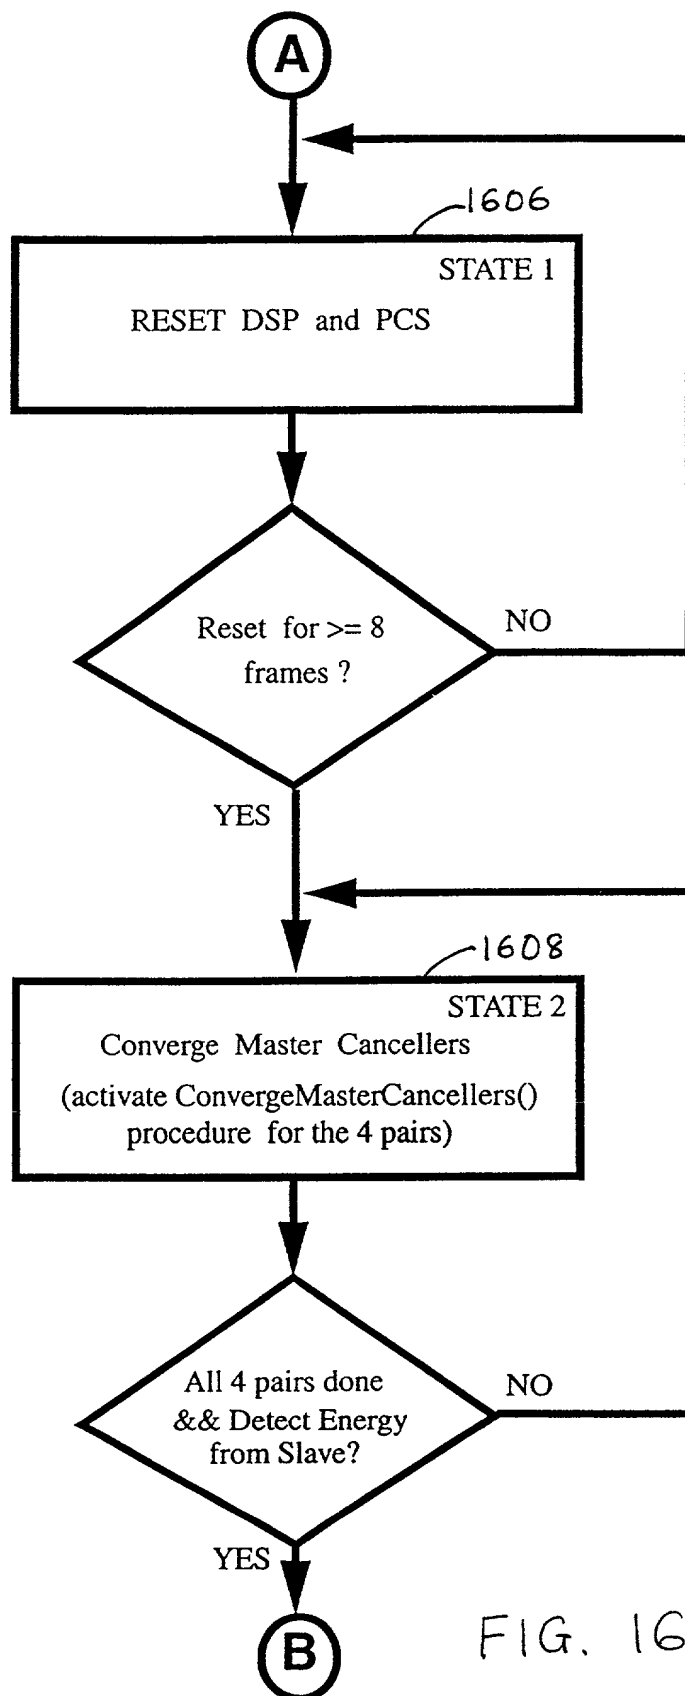 A
1606
STATE 1
RESET DSP and PCS
Reset for >= 8
frames ?
NO
YES
1608
STATE 2
Converge Master Cancellers
(activate ConvergeMasterCancellers()
procedure for the 4 pairs)
All 4 pairs done
&& Detect Energy
from Slave?
NO
YES
B
FIG. 16